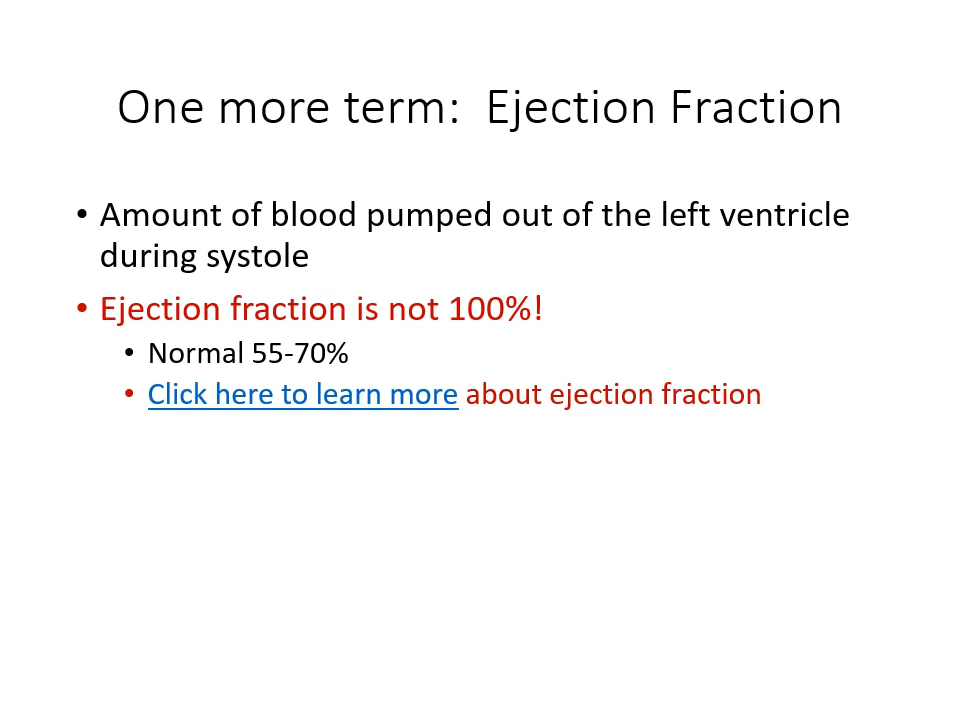 One more term:  Ejection Fraction
• Amount of blood pumped out of the left ventricle
during systole
• Ejection fraction is not 100%!
• Normal 55-70%
• Click here to learn more about ejection fraction